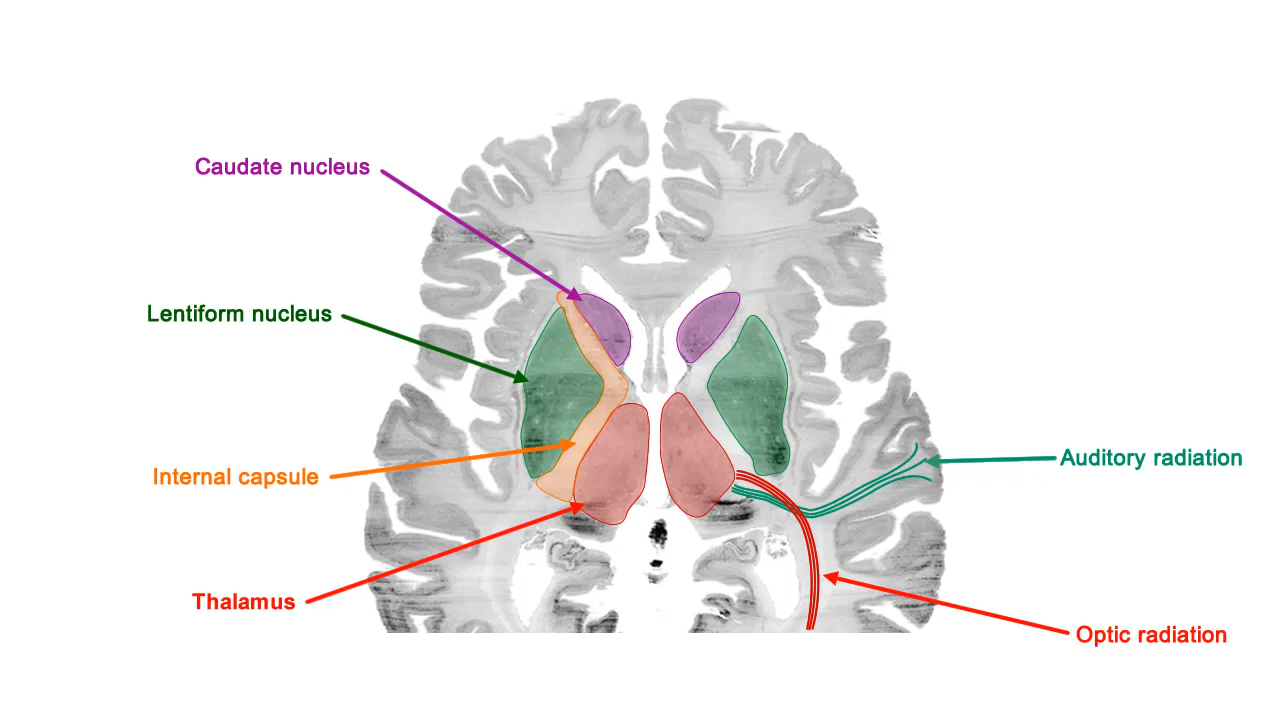 Caudate nucleus
Lentiform nucleus
Auditory radiation
Internal capsule
Thalamus
Optic radiation